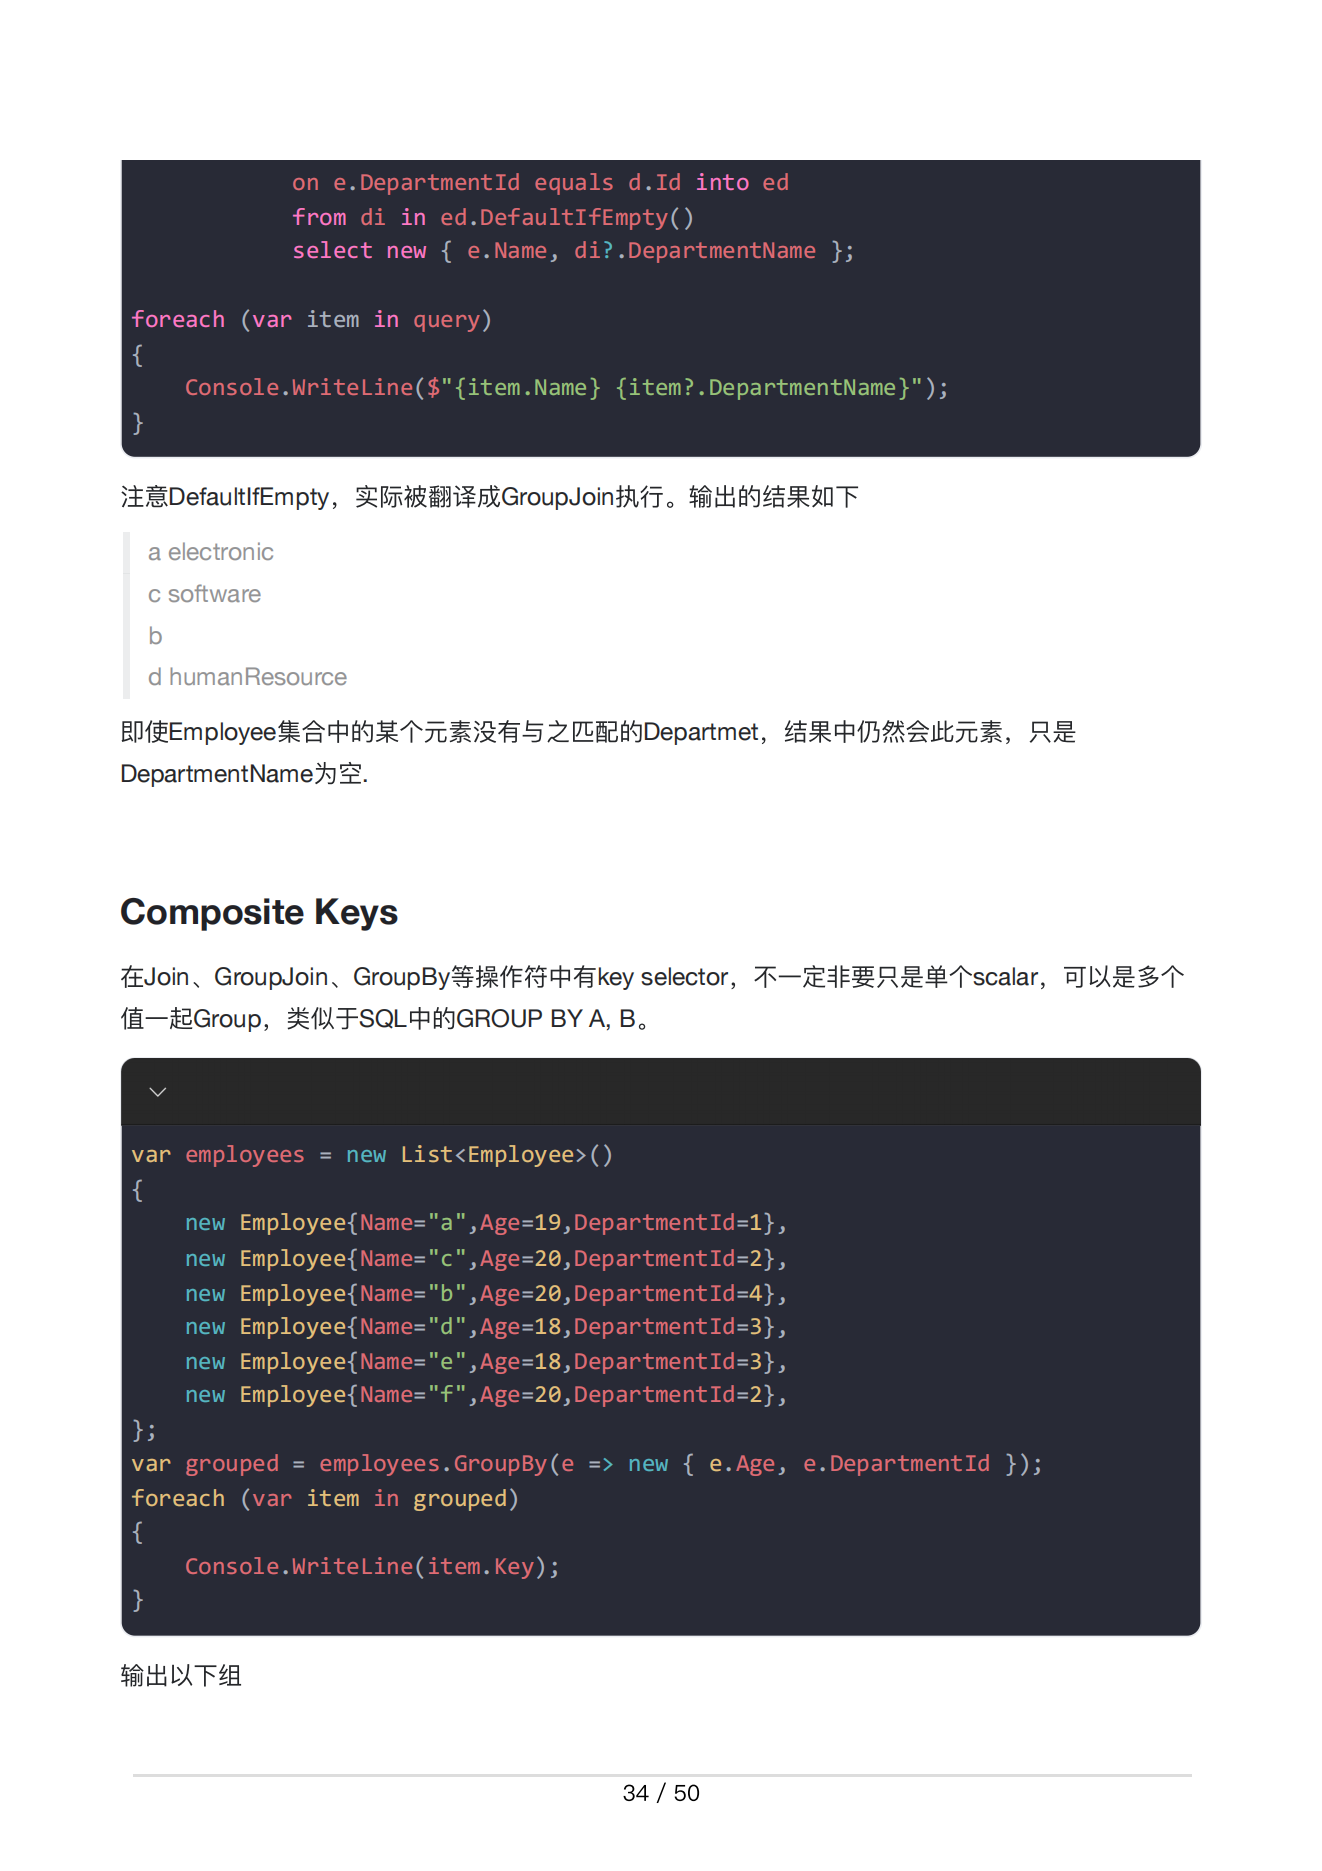 on e.DepartmentId equals d.Id into ed
from di in ed.DefaultIfEmpty()
select new { e.Name, di?.DepartmentName };
foreach (var item in query)
{
Console.WriteLine($"{item.Name} {item?.DepartmentName}");
}
注意DefaultIfEmpty，实际被翻译成GroupJoin执行。输出的结果如下
a electronic
c software
b
d humanResource
即使Employee集合中的某个元素没有与之匹配的Departmet，结果中仍然会此元素，只是
DepartmentName为空.
Composite Keys
在Join、GroupJoin、GroupBy等操作符中有key selector，不一定非要只是单个scalar，可以是多个
值一起Group，类似于SQL中的GROUP BY A, B。
var employees = new List<Employee>()
{
new Employee{Name="a",Age=19,DepartmentId=1},
new Employee{Name="c",Age=20,DepartmentId=2},
new Employee{Name="b",Age=20,DepartmentId=4},
new Employee{Name="d",Age=18,DepartmentId=3},
new Employee{Name="e",Age=18,DepartmentId=3},
new Employee{Name="f",Age=20,DepartmentId=2},
};
var grouped = employees.GroupBy(e => new { e.Age, e.DepartmentId });
foreach (var item in grouped)
{
Console.WriteLine(item.Key);
}
输出以下组
34 / 50